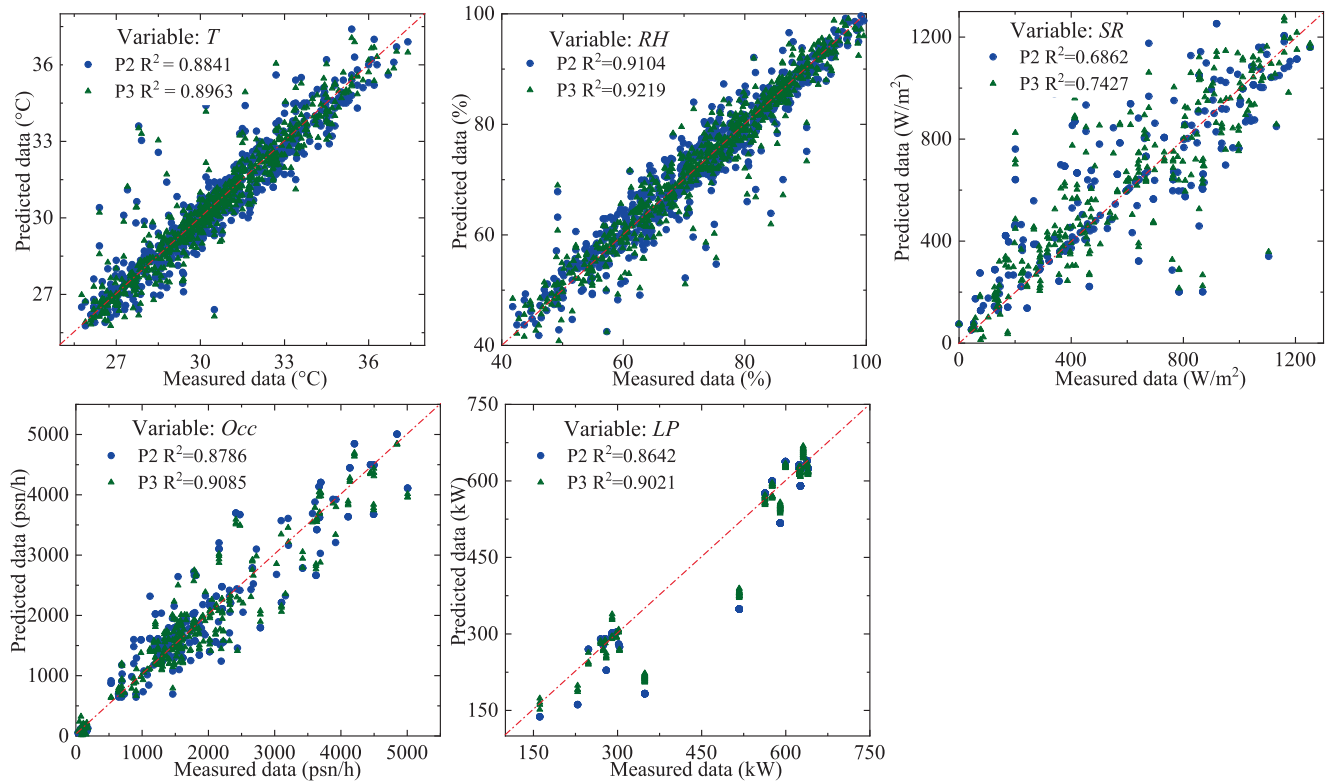 Variable: T
P2 R² = 0.8841
P3 R² = 0.8963
36
33
30
27
27
30
33
36
Predicted data (°C)
Measured data (°C)
Variable: RH
P2 R²=0.9104
P3 R²=0.9219
100
80
60
40
40
60
80
100
Predicted data (%)
Measured data (%)
Variable: SR
P2 R²=0.6862
P3 R²=0.7427
1200
800
400
0
0
400
800
1200
Predicted data (W/m²)
Measured data (W/m²)
Variable: Occ
P2 R²=0.8786
P3 R²=0.9085
5000
4000
3000
2000
1000
0
0
1000
2000
3000
4000
5000
Predicted data (psn/h)
Measured data (psn/h)
Variable: LP
P2 R²=0.8642
P3 R²=0.9021
750
600
450
300
150
150
300
450
600
750
Predicted data (kW)
Measured data (kW)